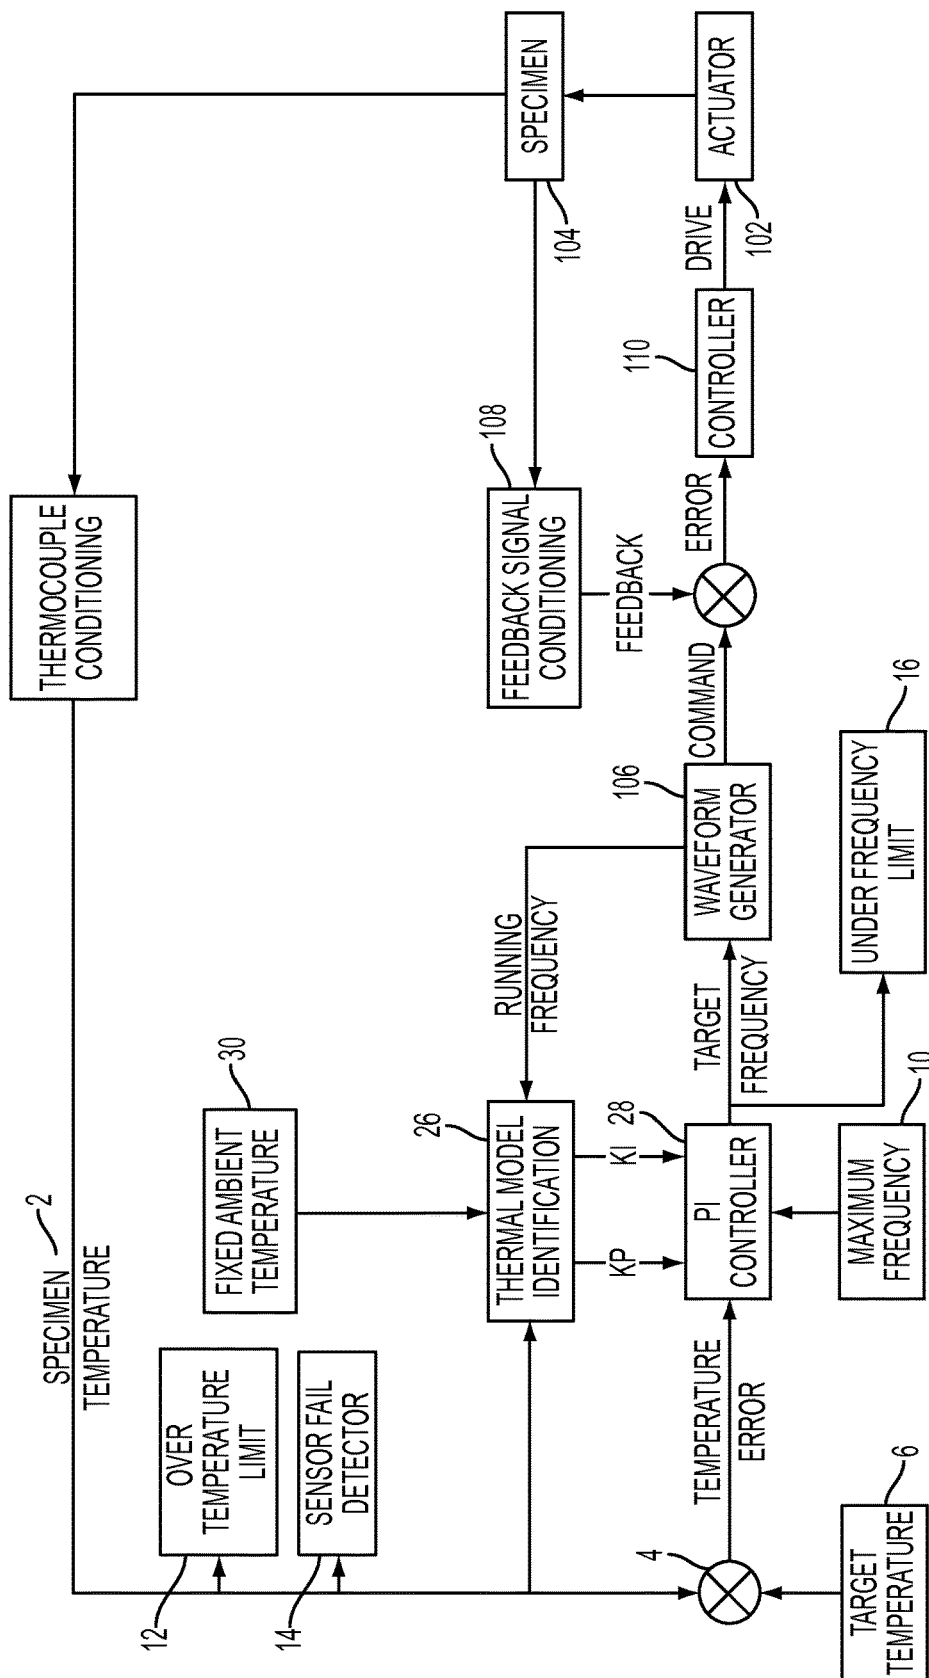 THERMOCOUPLE
CONDITIONING
SPECIMEN
TEMPERATURE
2
OVER
TEMPERATURE
LIMIT
12
SENSOR FAIL
DETECTOR
14
FIXED AMBIENT
TEMPERATURE
30
THERMAL MODEL
IDENTIFICATION
26
RUNNING
FREQUENCY
FEEDBACK SIGNAL
CONDITIONING
108
SPECIMEN
104
KP
KI
FEEDBACK
TARGET
TEMPERATURE
6
4
TEMPERATURE
ERROR
PI
CONTROLLER
28
TARGET
FREQUENCY
WAVEFORM
GENERATOR
106
COMMAND
ERROR
CONTROLLER
110
DRIVE
ACTUATOR
102
MAXIMUM
FREQUENCY
10
UNDER FREQUENCY
LIMIT
16